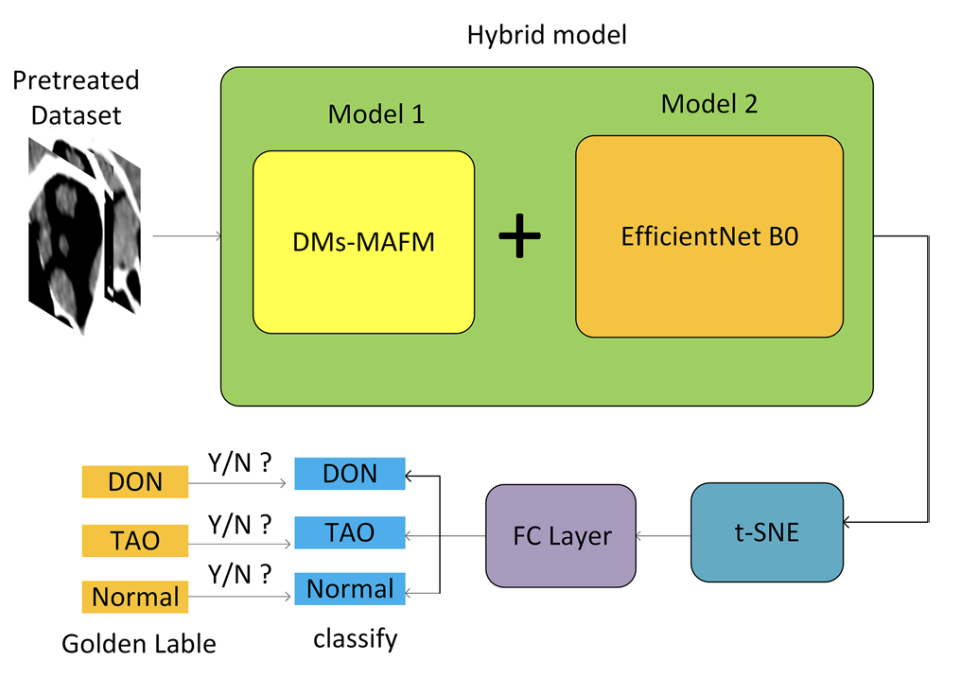 Hybrid model
Pretreated
Dataset
Model 1
Model 2
DMs-MAFM
+
EfficientNet B0
DON
Y/N ?
DON
TAO
Y/N ?
TAO
Normal
Y/N ?
Normal
FC Layer
t-SNE
Golden Lable
classify